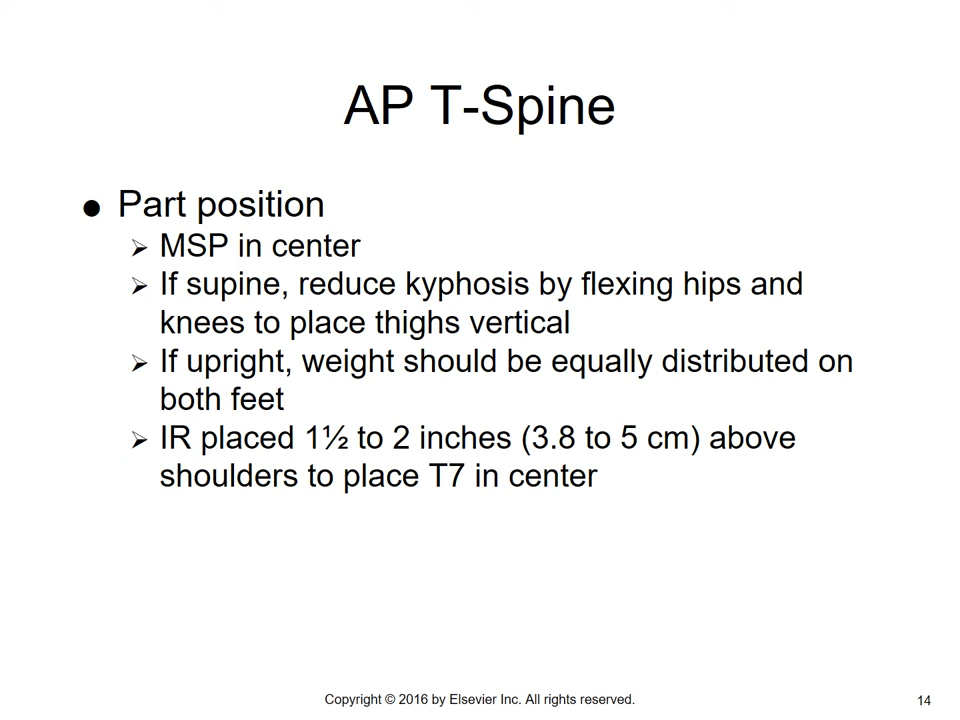 AP T-Spine
● Part position
➢ MSP in center
➢ If supine, reduce kyphosis by flexing hips and
knees to place thighs vertical
➢ If upright, weight should be equally distributed on
both feet
➢ IR placed 1½ to 2 inches (3.8 to 5 cm) above
shoulders to place T7 in center
Copyright © 2016 by Elsevier Inc. All rights reserved.
14